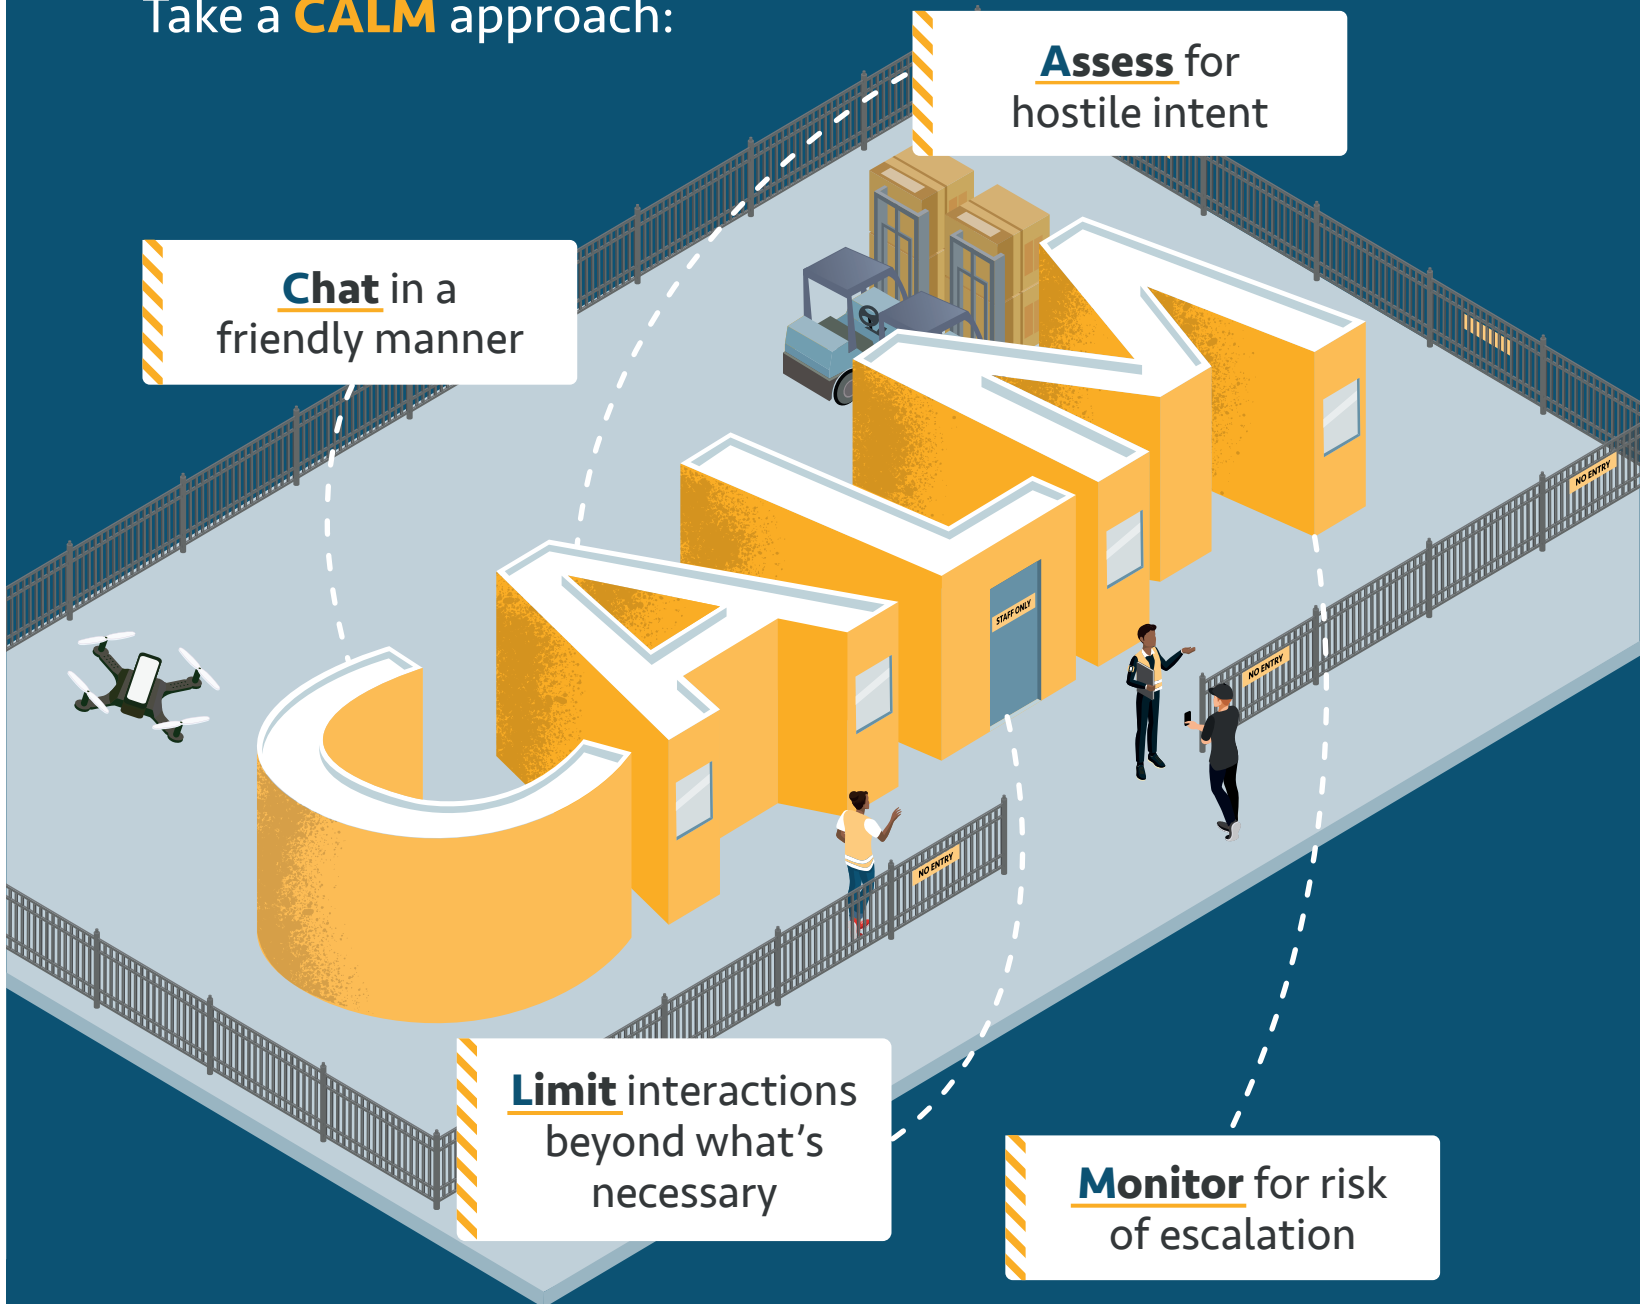 Take a CALM approach:
Assess for
hostile intent
Chat in a
friendly manner
CALM
NO ENTRY
STAFF ONLY
NO ENTRY
NO ENTRY
Limit interactions
beyond what's
necessary
Monitor for risk
of escalation